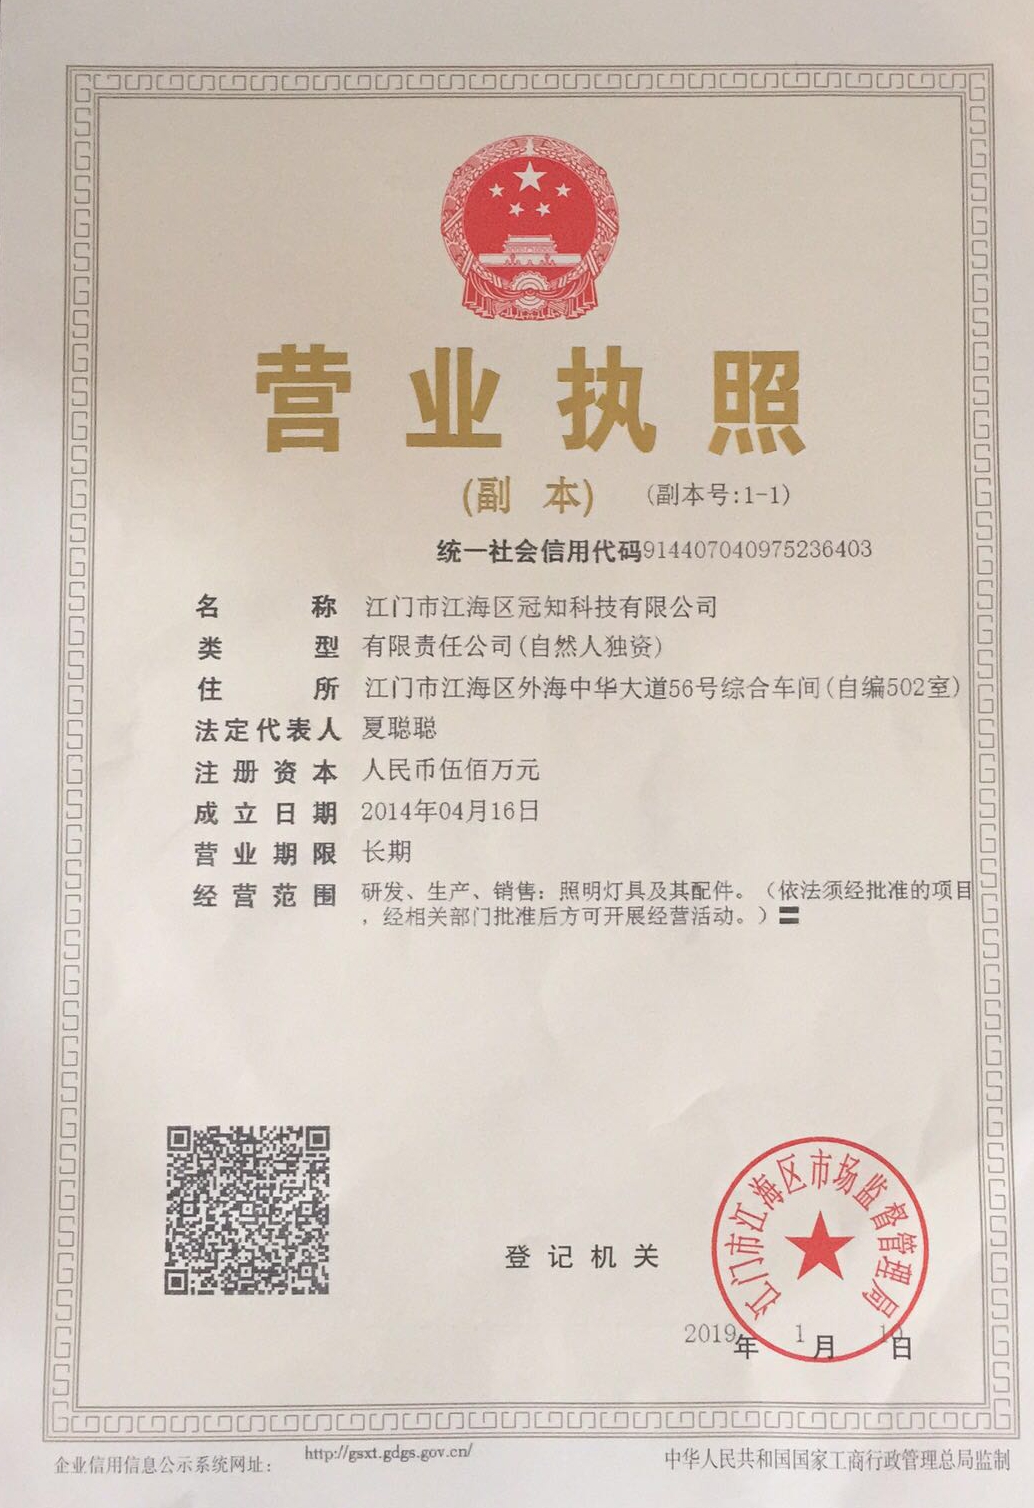 营业执照
(副 本) (副本号:1-1)
统一社会信用代码914407040975236403
名称 江门市江海区冠知科技有限公司
类型 有限责任公司(自然人独资)
住所 江门市江海区外海中华大道56号综合车间(自编502室)
法定代表人 夏聪聪
注册资本 人民币伍佰万元
成立日期 2014年04月16日
营业期限 长期
经营范围 研发、生产、销售：照明灯具及其配件。（依法须经批准的项目
，经相关部门批准后方可开展经营活动。）〓
江门市江海区市场监督管理局
登记机关
2019年 1月 10日
企业信用信息公示系统网址： http://gsxt.gdgs.gov.cn/ 中华人民共和国国家工商行政管理总局监制